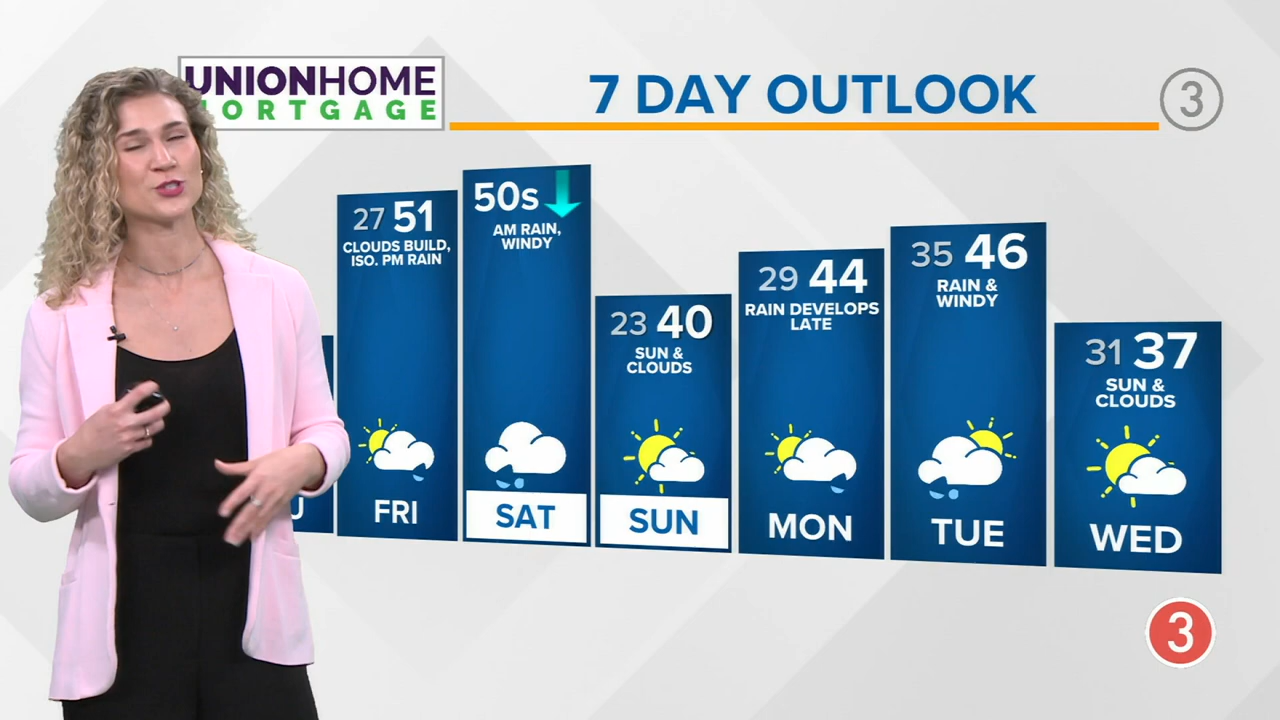 UNIONHOME
MORTGAGE
7 DAY OUTLOOK
3
27 51
CLOUDS BUILD,
ISO. PM RAIN
FRI
50s
AM RAIN,
WINDY
SAT
23 40
SUN &
CLOUDS
SUN
29 44
RAIN DEVELOPS
LATE
MON
35 46
RAIN &
WINDY
TUE
31 37
SUN &
CLOUDS
WED
3